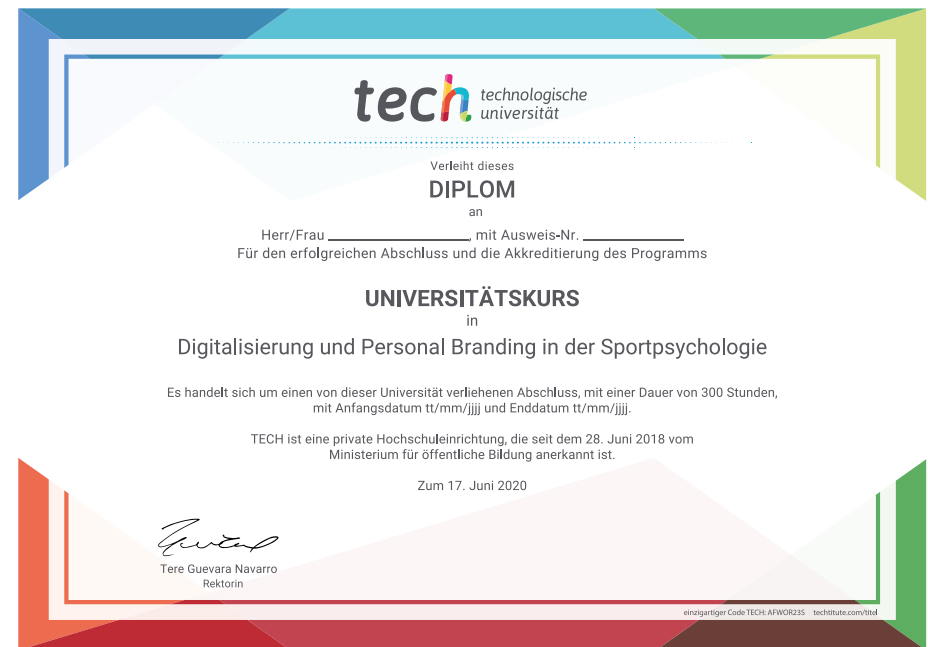 tech technologische
universität
Verleiht dieses
DIPLOM
an
Herr/Frau ____________________, mit Ausweis-Nr. ______________
Für den erfolgreichen Abschluss und die Akkreditierung des Programms
UNIVERSITÄTSKURS
in
Digitalisierung und Personal Branding in der Sportpsychologie
Es handelt sich um einen von dieser Universität verliehenen Abschluss, mit einer Dauer von 300 Stunden,
mit Anfangsdatum tt/mm/jjjj und Enddatum tt/mm/jjjj.
TECH ist eine private Hochschuleinrichtung, die seit dem 28. Juni 2018 vom
Ministerium für öffentliche Bildung anerkannt ist.
Zum 17. Juni 2020
Tere Guevara Navarro
Rektorin
einzigartiger Code TECH: AFWOR23S techtitute.com/titel